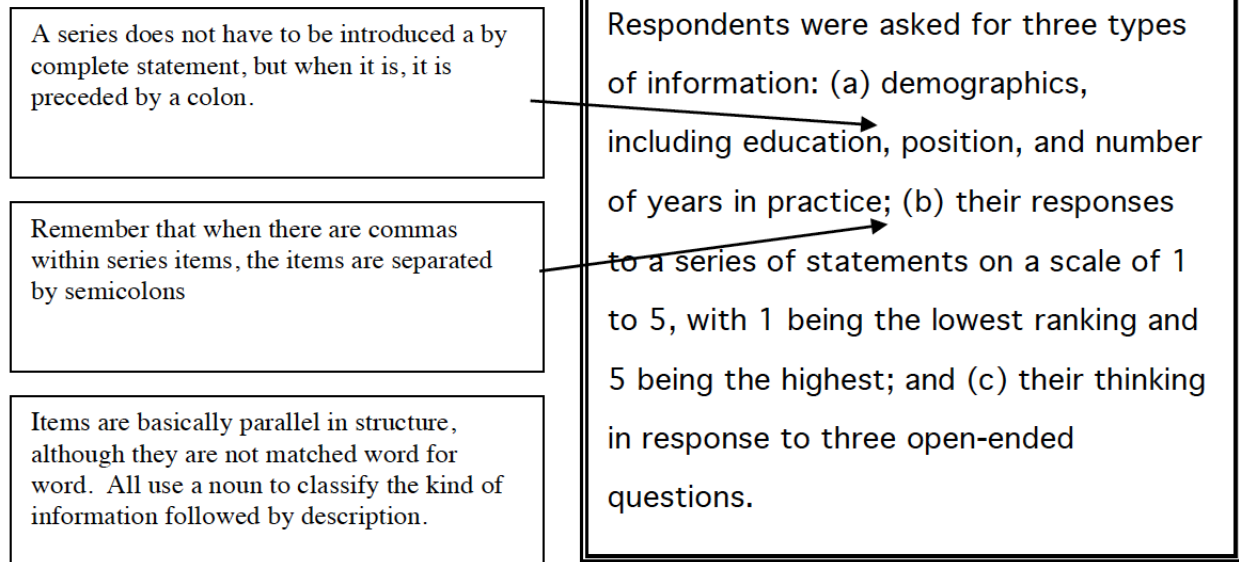 A series does not have to be introduced a by
complete statement, but when it is, it is
preceded by a colon.
Remember that when there are commas
within series items, the items are separated
by semicolons
Items are basically parallel in structure,
although they are not matched word for
word.  All use a noun to classify the kind of
information followed by description.
Respondents were asked for three types
of information: (a) demographics,
including education, position, and number
of years in practice; (b) their responses
to a series of statements on a scale of 1
to 5, with 1 being the lowest ranking and
5 being the highest; and (c) their thinking
in response to three open-ended
questions.